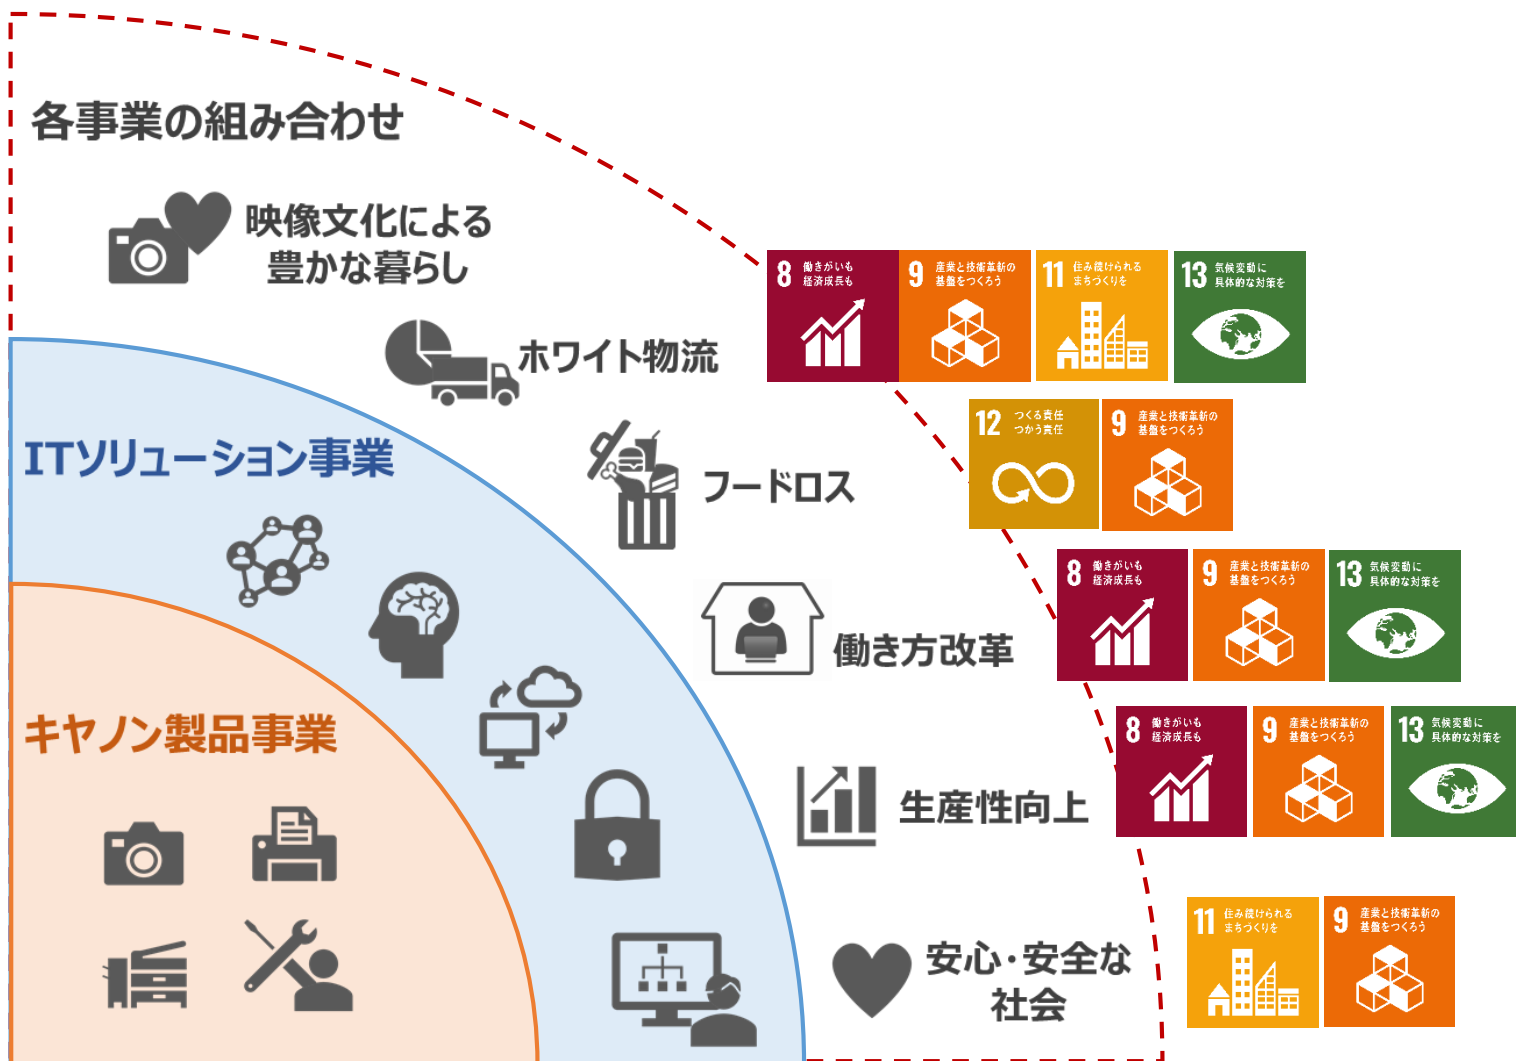 各事業の組み合わせ
映像文化による
豊かな暮らし
ホワイト物流
8 働きがいも
経済成長も
9 産業と技術革新の
基盤をつくろう
11 住み続けられる
まちづくりを
13 気候変動に
具体的な対策を
ITソリューション事業
フードロス
12 つくる責任
つかう責任
9 産業と技術革新の
基盤をつくろう
働き方改革
8 働きがいも
経済成長も
9 産業と技術革新の
基盤をつくろう
13 気候変動に
具体的な対策を
キヤノン製品事業
生産性向上
8 働きがいも
経済成長も
9 産業と技術革新の
基盤をつくろう
13 気候変動に
具体的な対策を
安心・安全な
社会
11 住み続けられる
まちづくりを
9 産業と技術革新の
基盤をつくろう